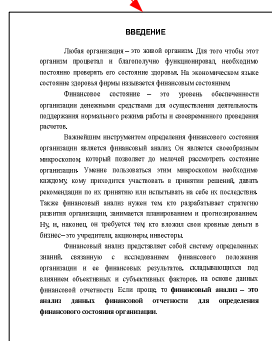 ВВЕДЕНИЕ
Любая организация – это живой организм. Для того чтобы этот
организм процветал и благополучно функционировал, необходимо
постоянно проверять его состояние здоровья. На экономическом языке
состояние здоровья фирмы называется финансовым состоянием.
Финансовое состояние – это уровень обеспеченности
организации денежными средствами для осуществления деятельности,
поддержания нормального режима работы и своевременного проведения
расчетов.
Важнейшим инструментом определения финансового состояния
организации является финансовый анализ. Он является своеобразным
микроскопом, который позволяет до мелочей рассмотреть состояние
организации. Умение пользоваться этим микроскопом необходимо
каждому, кому приходится участвовать в принятии решений, давать
рекомендации по их принятию или испытывать на себе их последствия.
Также финансовый анализ нужен тем, кто разрабатывает стратегию
развития организации, занимается планированием и прогнозированием.
Ну, и, наконец, он требуется тем, кто вложил свои кровные деньги в
бизнес – это учредители, акционеры, инвесторы.
Финансовый анализ представляет собой систему определенных
знаний, связанную с исследованием финансового положения
организации и ее финансовых результатов, складывающихся под
влиянием объективных и субъективных факторов, на основе данных
финансовой отчетности. Если проще, то финансовый анализ – это
анализ данных финансовой отчетности для определения
финансового состояния организации.